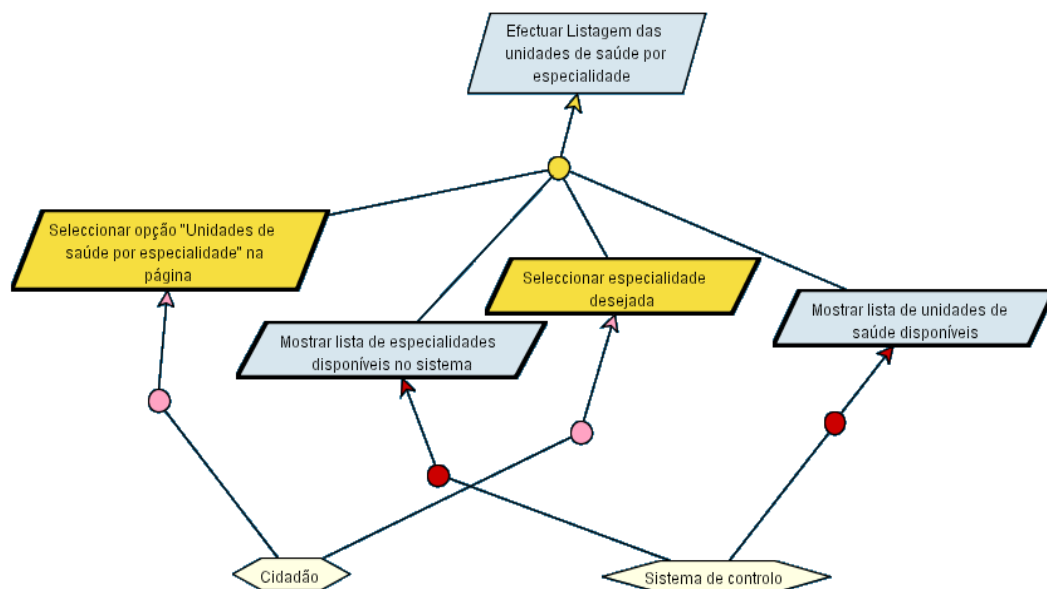 Efectuar Listagem das
unidades de saúde por
especialidade
Seleccionar opção "Unidades de
saúde por especialidade" na
página
Seleccionar especialidade
desejada
Mostrar lista de especialidades
disponíveis no sistema
Mostrar lista de unidades de
saúde disponíveis
Cidadão
Sistema de controlo